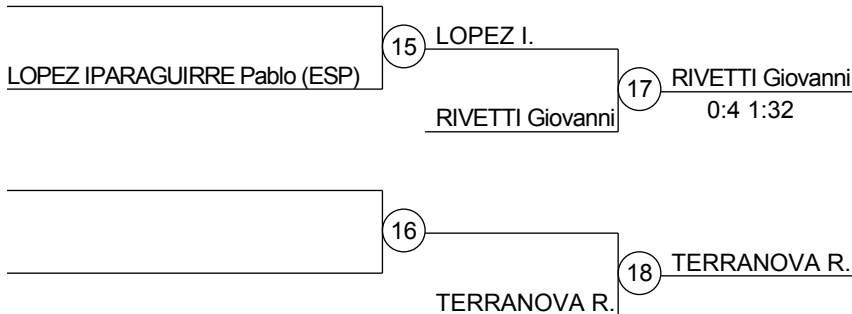 15 LOPEZ I.
LOPEZ IPARAGUIRRE Pablo (ESP)
17 RIVETTI Giovanni
RIVETTI Giovanni
0:4 1:32
16
18 TERRANOVA R.
TERRANOVA R.